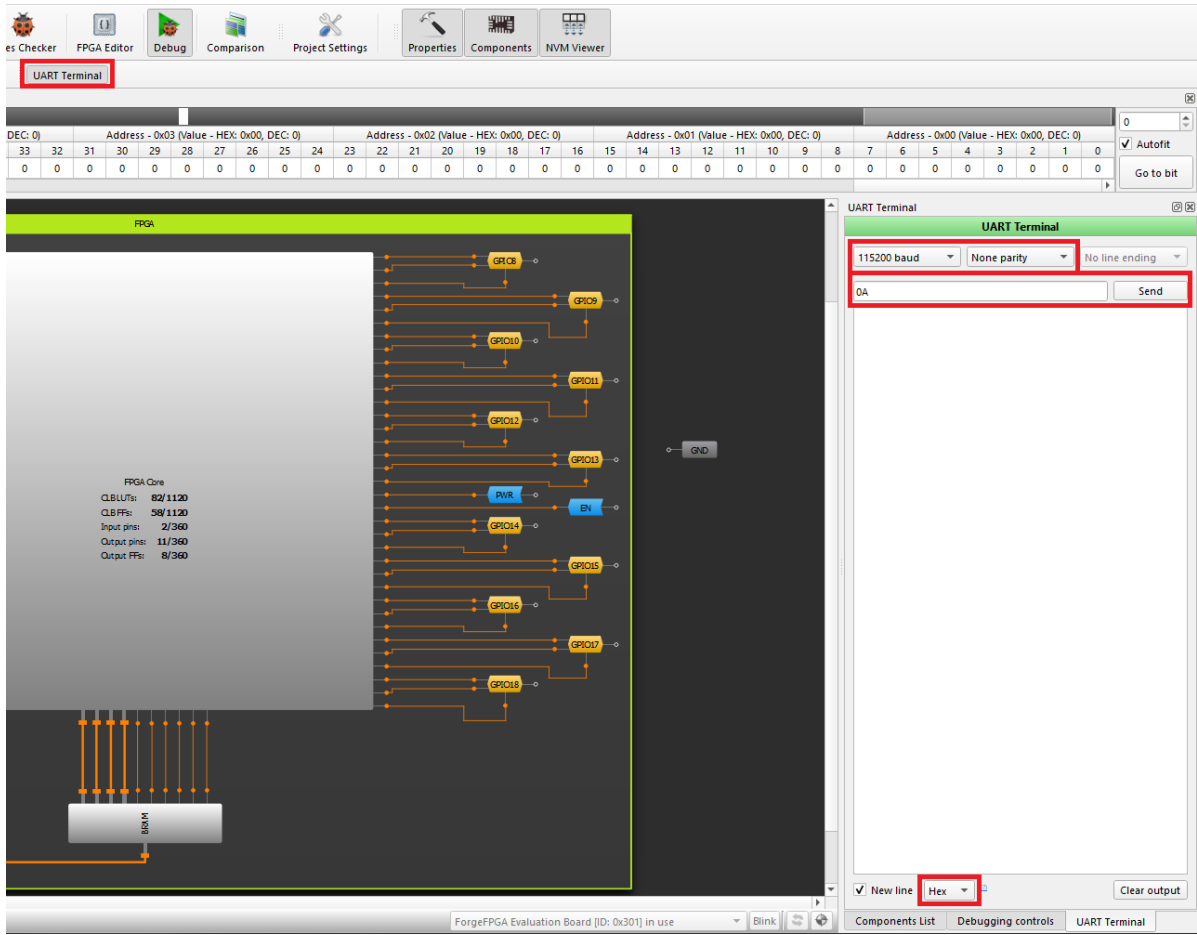 es Checker FPGA Editor Debug Comparison Project Settings Properties Components NVM Viewer
UART Terminal
0
DEC: 0) Address - 0x03 (Value - HEX: 0x00, DEC: 0) Address - 0x02 (Value - HEX: 0x00, DEC: 0) Address - 0x01 (Value - HEX: 0x00, DEC: 0) Address - 0x00 (Value - HEX: 0x00, DEC: 0)
Autofit
33 32 31 30 29 28 27 26 25 24 23 22 21 20 19 18 17 16 15 14 13 12 11 10 9 8 7 6 5 4 3 2 1 0
0 0 0 0 0 0 0 0 0 0 0 0 0 0 0 0 0 0 0 0 0 0 0 0 0 0 0 0 0 0 0 0 0 0
Go to bit
FPGA
GPIO8
GPIO9
GPIO10
GPIO11
GPIO12
GPIO13
PWR
EN
GPIO14
GPIO15
GPIO16
GPIO17
GPIO18
GND
FPGA Core
CLB LUTs: 82/1120
CLB FFs: 58/1120
Input pins: 2/360
Output pins: 11/360
Output FFs: 8/360
BRAM
UART Terminal
UART Terminal
115200 baud None parity No line ending
0A Send
New line Hex Clear output
ForgeFPGA Evaluation Board [ID: 0x301] in use Blink
Components List Debugging controls UART Terminal